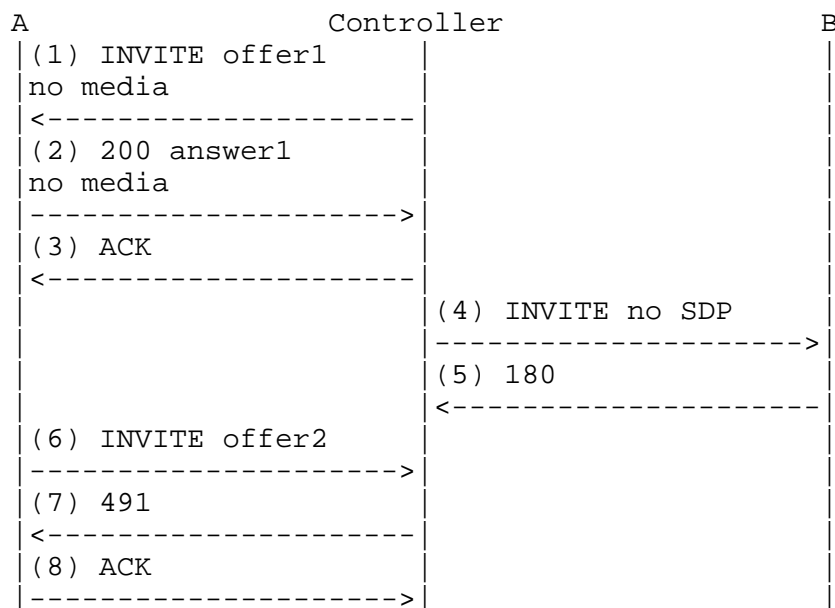 A Controller B
(1) INVITE offer1
no media
(2) 200 answer1
no media
(3) ACK
(4) INVITE no SDP
(5) 180
(6) INVITE offer2
(7) 491
(8) ACK